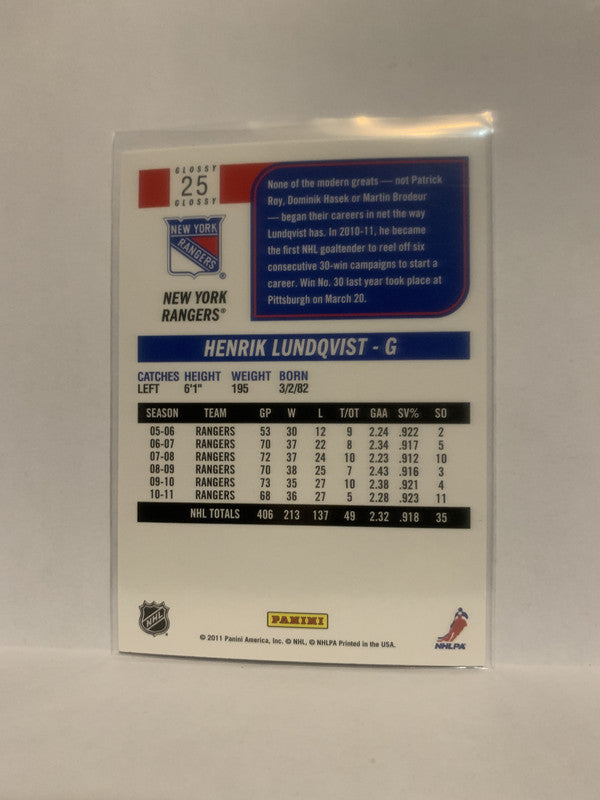 GLOSSY
25
GLOSSY
NEW YORK
RANGERS
NEW YORK
RANGERS®
None of the modern greats — not Patrick
Roy, Dominik Hasek or Martin Brodeur
— began their careers in net the way
Lundqvist has. In 2010-11, he became
the first NHL goaltender to reel off six
consecutive 30-win campaigns to start a
career. Win No. 30 last year took place at
Pittsburgh on March 20.
HENRIK LUNDQVIST - G
CATCHES HEIGHT WEIGHT BORN
LEFT 6'1" 195 3/2/82
SEASON TEAM GP W L T/OT GAA SV% SO
05-06 RANGERS 53 30 12 9 2.24 .922 2
06-07 RANGERS 70 37 22 8 2.34 .917 5
07-08 RANGERS 72 37 24 10 2.23 .912 10
08-09 RANGERS 70 38 25 7 2.43 .916 3
09-10 RANGERS 73 35 27 10 2.38 .921 4
10-11 RANGERS 68 36 27 5 2.28 .923 11
NHL TOTALS 406 213 137 49 2.32 .918 35
NHL
PANINI
NHLPA
© 2011 Panini America, Inc. © NHL, © NHLPA Printed in the USA.